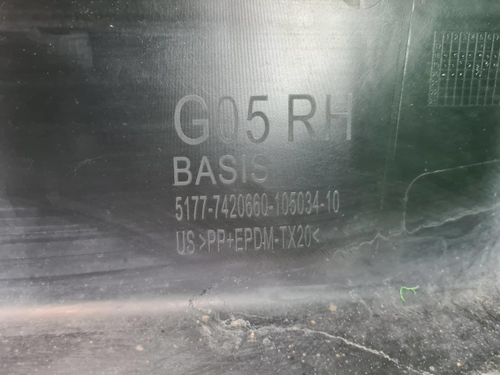 G05 RH
BASIS
5177-7420660-105034-10
US >PP+EPDM-TX20<